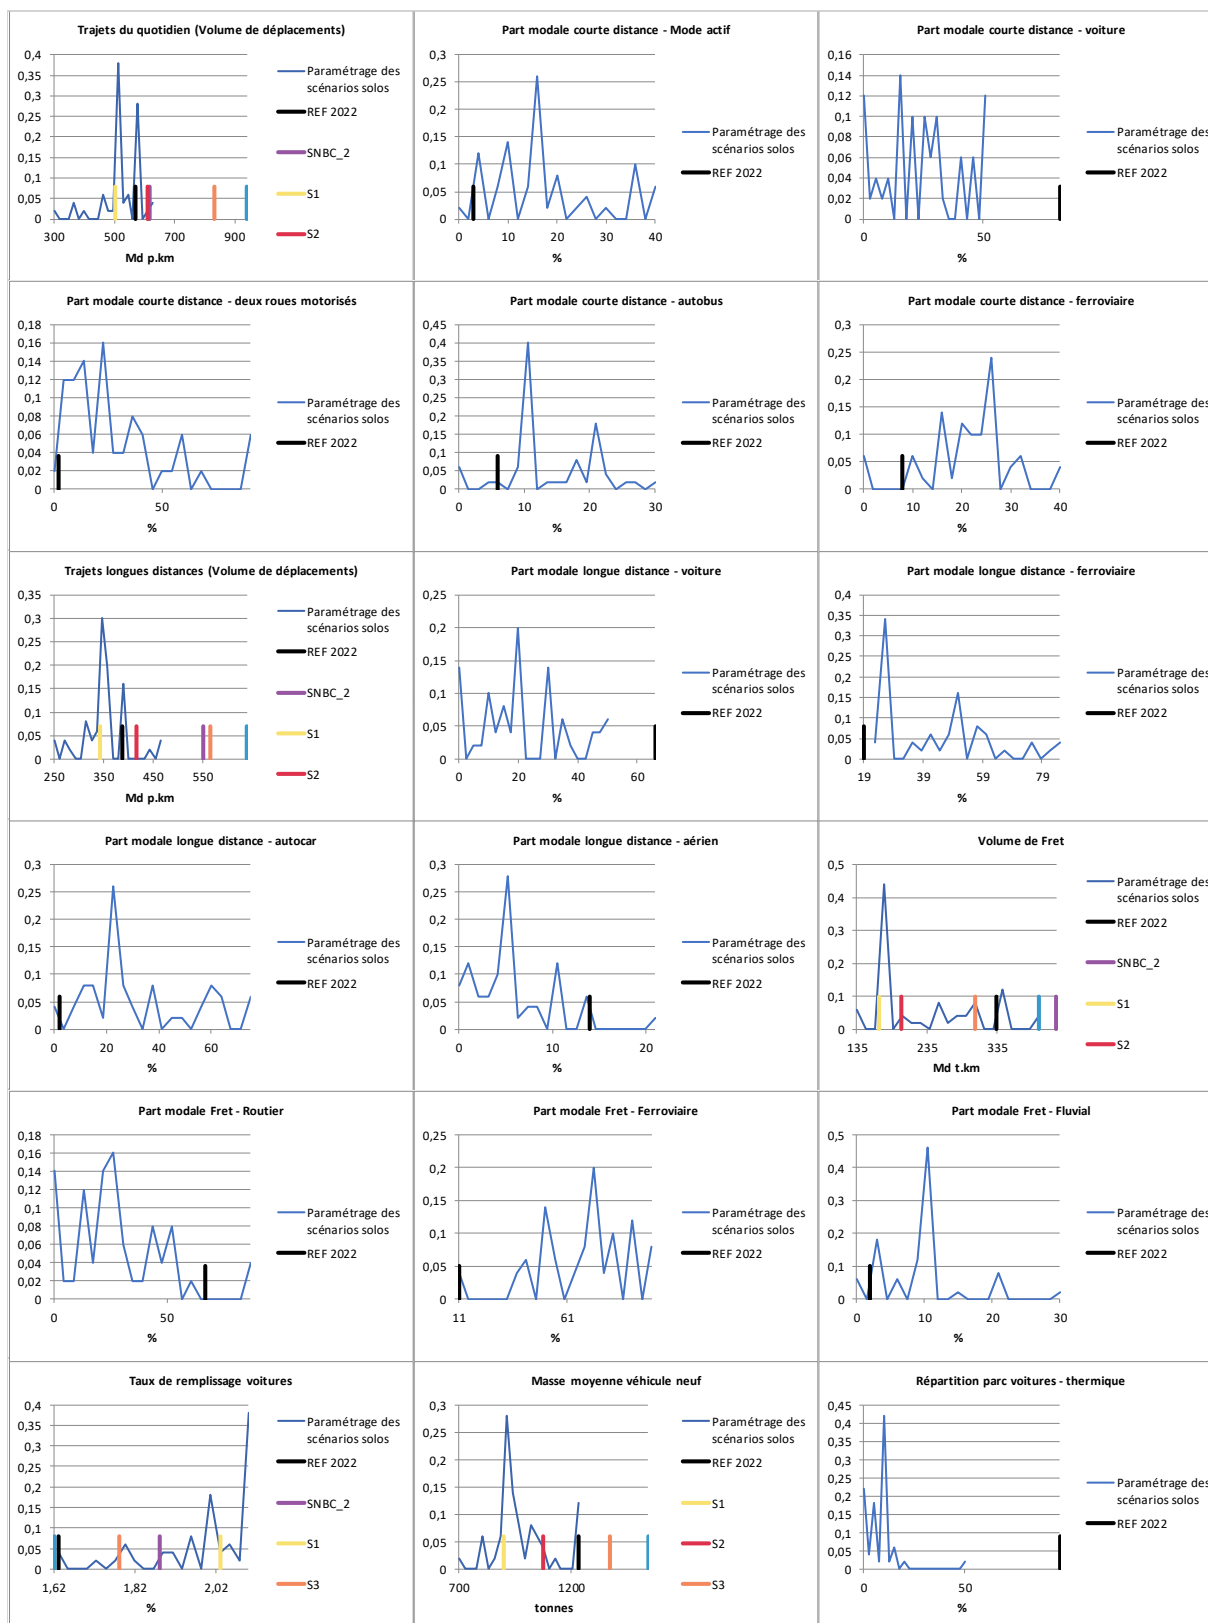 Trajets du quotidien (Volume de déplacements)
0,4
0,35
0,3
0,25
0,2
0,15
0,1
0,05
0
300
500
700
900
Md p.km
Paramétrage des
scénarios solos
REF 2022
SNBC_2
S1
S2
Part modale courte distance - Mode actif
0,3
0,25
0,2
0,15
0,1
0,05
0
0
10
20
30
40
%
Paramétrage des
scénarios solos
REF 2022
Part modale courte distance - voiture
0,16
0,14
0,12
0,1
0,08
0,06
0,04
0,02
0
0
50
%
Paramétrage des
scénarios solos
REF 2022
Part modale courte distance - deux roues motorisés
0,18
0,16
0,14
0,12
0,1
0,08
0,06
0,04
0,02
0
0
50
%
Paramétrage des
scénarios solos
REF 2022
Part modale courte distance - autobus
0,45
0,4
0,35
0,3
0,25
0,2
0,15
0,1
0,05
0
0
10
20
30
%
Paramétrage des
scénarios solos
REF 2022
Part modale courte distance - ferroviaire
0,3
0,25
0,2
0,15
0,1
0,05
0
0
10
20
30
40
%
Paramétrage des
scénarios solos
REF 2022
Trajets longues distances (Volume de déplacements)
0,35
0,3
0,25
0,2
0,15
0,1
0,05
0
250
350
450
550
Md p.km
Paramétrage des
scénarios solos
REF 2022
SNBC_2
S1
S2
Part modale longue distance - voiture
0,25
0,2
0,15
0,1
0,05
0
0
20
40
60
%
Paramétrage des
scénarios solos
REF 2022
Part modale longue distance - ferroviaire
0,4
0,35
0,3
0,25
0,2
0,15
0,1
0,05
0
19
39
59
79
%
Paramétrage des
scénarios solos
REF 2022
Part modale longue distance - autocar
0,3
0,25
0,2
0,15
0,1
0,05
0
0
20
40
60
%
Paramétrage des
scénarios solos
REF 2022
Part modale longue distance - aérien
0,3
0,25
0,2
0,15
0,1
0,05
0
0
10
20
%
Paramétrage des
scénarios solos
REF 2022
Volume de Fret
0,5
0,4
0,3
0,2
0,1
0
135
235
335
Md t.km
Paramétrage des
scénarios solos
REF 2022
SNBC_2
S1
S2
Part modale Fret - Routier
0,18
0,16
0,14
0,12
0,1
0,08
0,06
0,04
0,02
0
0
50
%
Paramétrage des
scénarios solos
REF 2022
Part modale Fret - Ferroviaire
0,25
0,2
0,15
0,1
0,05
0
11
61
%
Paramétrage des
scénarios solos
REF 2022
Part modale Fret - Fluvial
0,5
0,4
0,3
0,2
0,1
0
0
10
20
30
%
Paramétrage des
scénarios solos
REF 2022
Taux de remplissage voitures
0,4
0,35
0,3
0,25
0,2
0,15
0,1
0,05
0
1,62
1,82
2,02
%
Paramétrage des
scénarios solos
REF 2022
SNBC_2
S1
S3
Masse moyenne véhicule neuf
0,3
0,25
0,2
0,15
0,1
0,05
0
700
1200
tonnes
Paramétrage des
scénarios solos
REF 2022
S1
S2
S3
Répartition parc voitures - thermique
0,45
0,4
0,35
0,3
0,25
0,2
0,15
0,1
0,05
0
0
50
%
Paramétrage des
scénarios solos
REF 2022